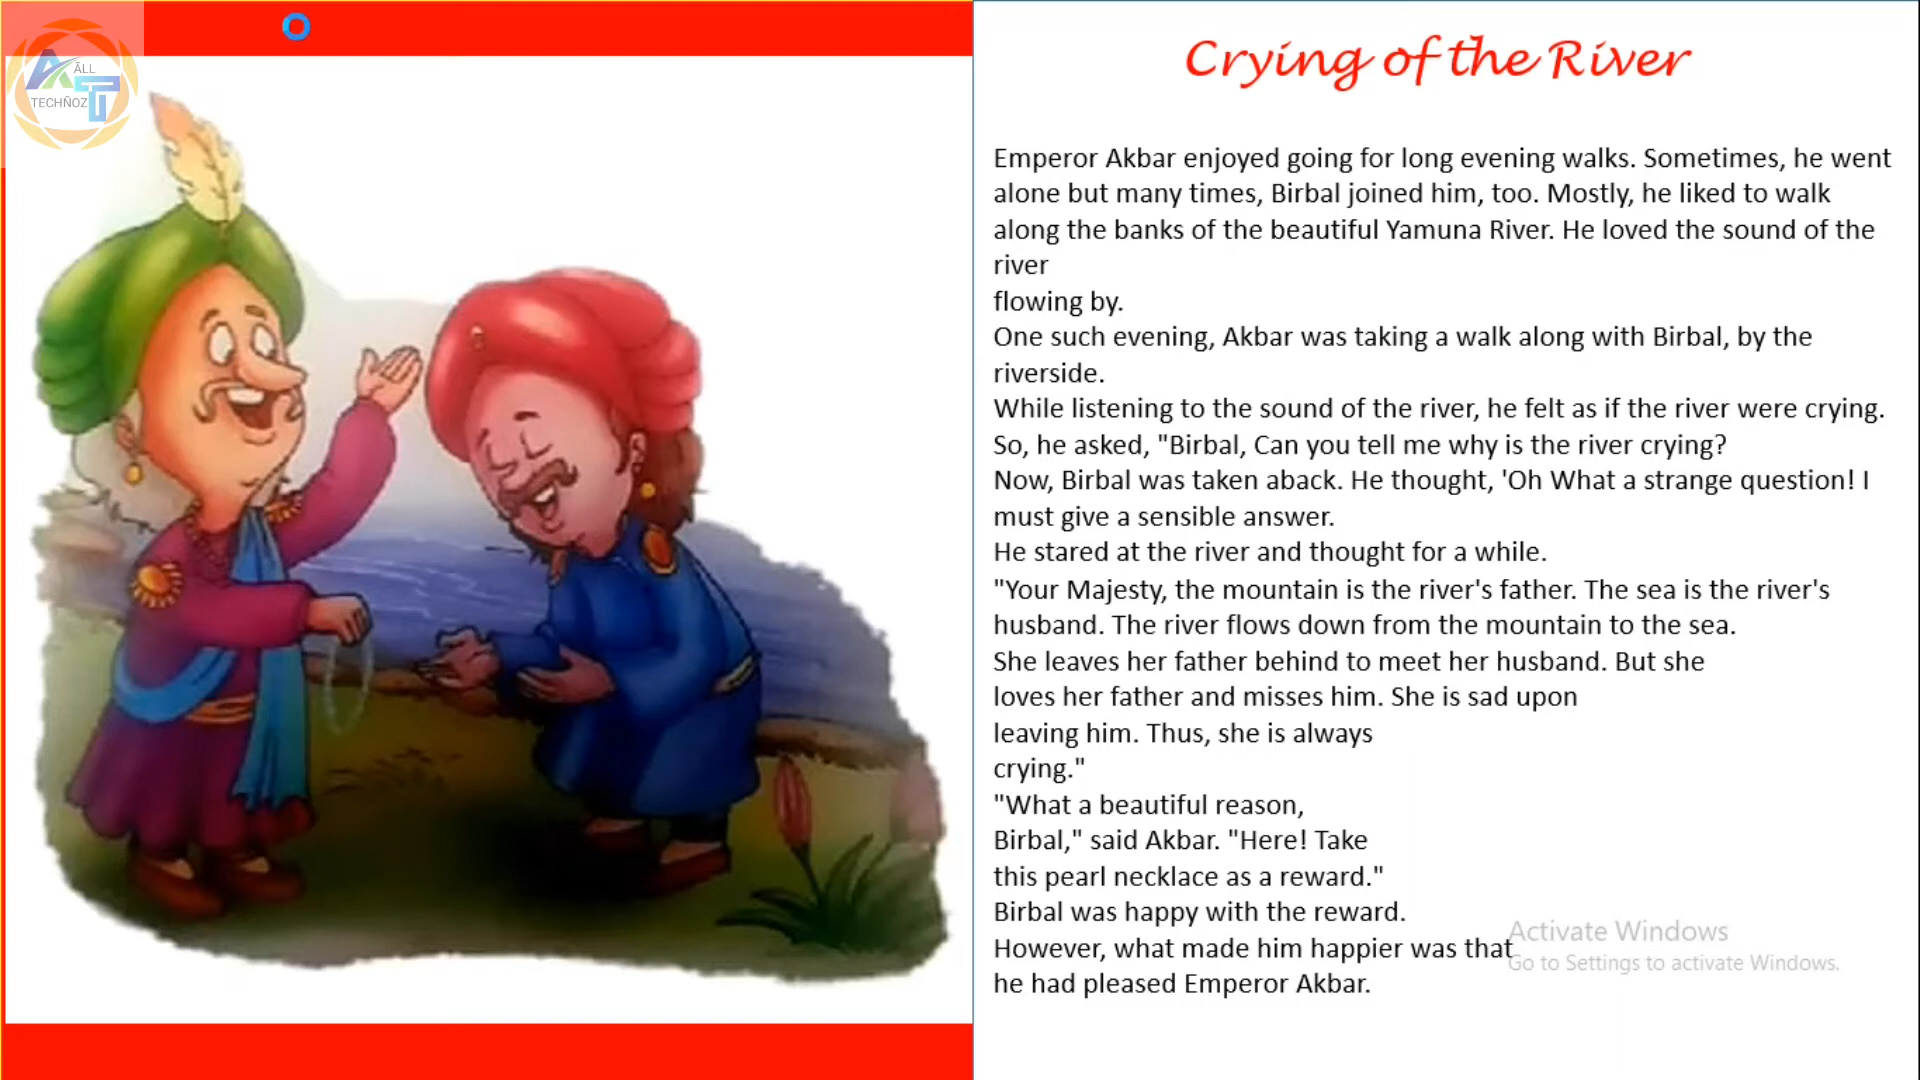 ĀLL
TECHÑOZ
Crying of the River
Emperor Akbar enjoyed going for long evening walks. Sometimes, he went
alone but many times, Birbal joined him, too. Mostly, he liked to walk
along the banks of the beautiful Yamuna River. He loved the sound of the
river
flowing by.
One such evening, Akbar was taking a walk along with Birbal, by the
riverside.
While listening to the sound of the river, he felt as if the river were crying.
So, he asked, "Birbal, Can you tell me why is the river crying?
Now, Birbal was taken aback. He thought, 'Oh What a strange question! I
must give a sensible answer.
He stared at the river and thought for a while.
"Your Majesty, the mountain is the river's father. The sea is the river's
husband. The river flows down from the mountain to the sea.
She leaves her father behind to meet her husband. But she
loves her father and misses him. She is sad upon
leaving him. Thus, she is always
crying."
"What a beautiful reason,
Birbal," said Akbar. "Here! Take
this pearl necklace as a reward."
Birbal was happy with the reward.
However, what made him happier was that
he had pleased Emperor Akbar.
Activate Windows
Go to Settings to activate Windows.